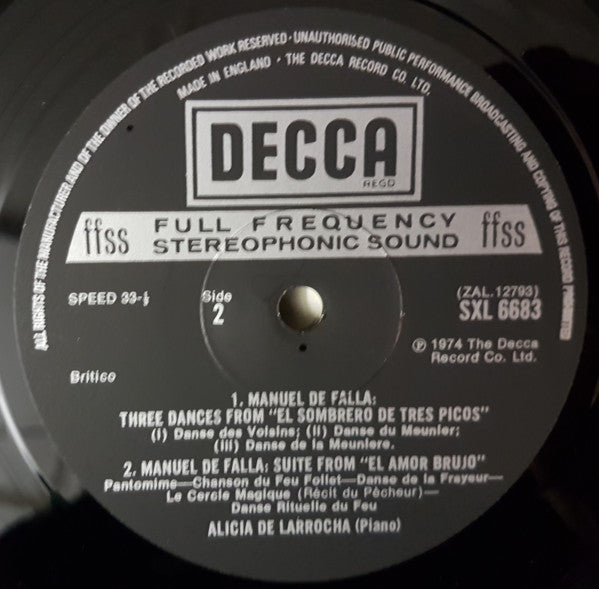 ALL RIGHTS OF THE MANUFACTURER AND OF THE OWNER OF THE RECORDED WORK RESERVED · UNAUTHORISED PUBLIC PERFORMANCE BROADCASTING AND COPYING OF THIS RECORD PROHIBITED
MADE IN ENGLAND · THE DECCA RECORD CO. LTD.
DECCA
REGD
ffss FULL FREQUENCY STEREOPHONIC SOUND ffss
SPEED 33-⅓
Side
2
(ZAL.12793)
SXL 6683
℗ 1974 The Decca
Record Co. Ltd.
Britico
1. MANUEL DE FALLA:
THREE DANCES FROM "EL SOMBRERO DE TRES PICOS"
(i) Danse des Voisins; (ii) Danse du Meunier;
(iii) Danse de la Meuniere.
2. MANUEL DE FALLA: SUITE FROM "EL AMOR BRUJO"
Pantomime—Chanson du Feu Follet—Danse de la Frayeur—
Le Cercle Magique (Récit du Pêcheur)—
Danse Rituelle du Feu
ALICIA DE LARROCHA (Piano)